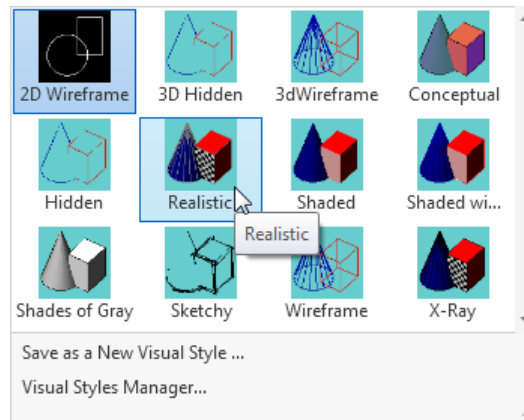 2D Wireframe
3D Hidden
3dWireframe
Conceptual
Hidden
Realistic
Shaded
Shaded wi...
Realistic
Shades of Gray
Sketchy
Wireframe
X-Ray
Save as a New Visual Style ...
Visual Styles Manager...